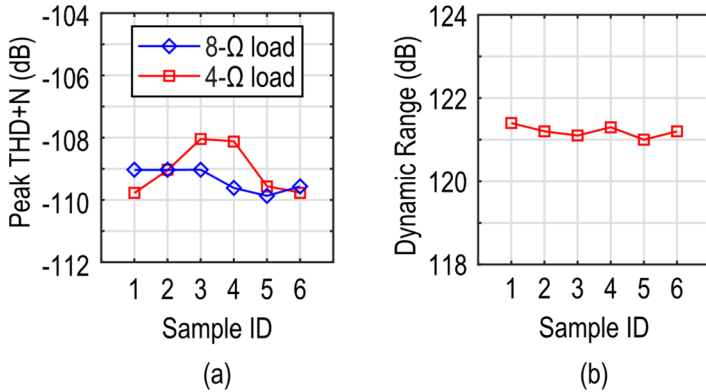 -104
-106
-108
-110
-112
Peak THD+N (dB)
8-Ω load
4-Ω load
1 2 3 4 5 6
Sample ID
(a)
124
122
120
118
Dynamic Range (dB)
1 2 3 4 5 6
Sample ID
(b)